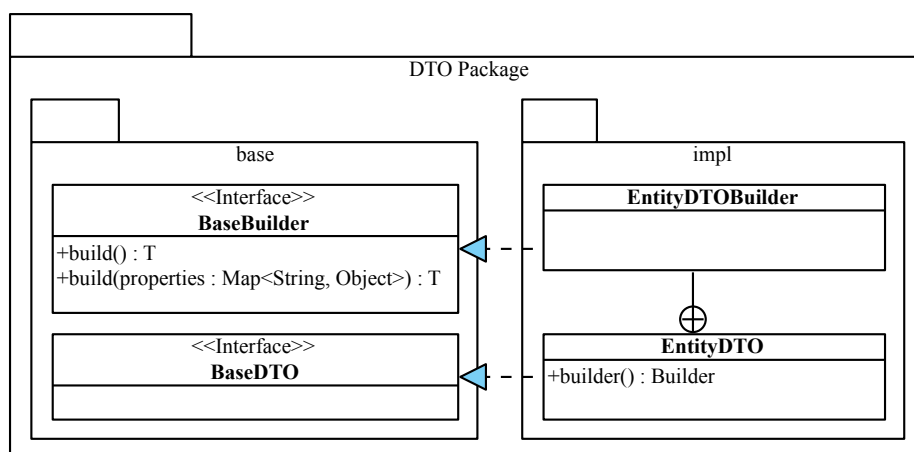 DTO Package
base
<<Interface>>
BaseBuilder
+build() : T
+build(properties : Map<String, Object>) : T
<<Interface>>
BaseDTO
impl
EntityDTOBuilder
EntityDTO
+builder() : Builder